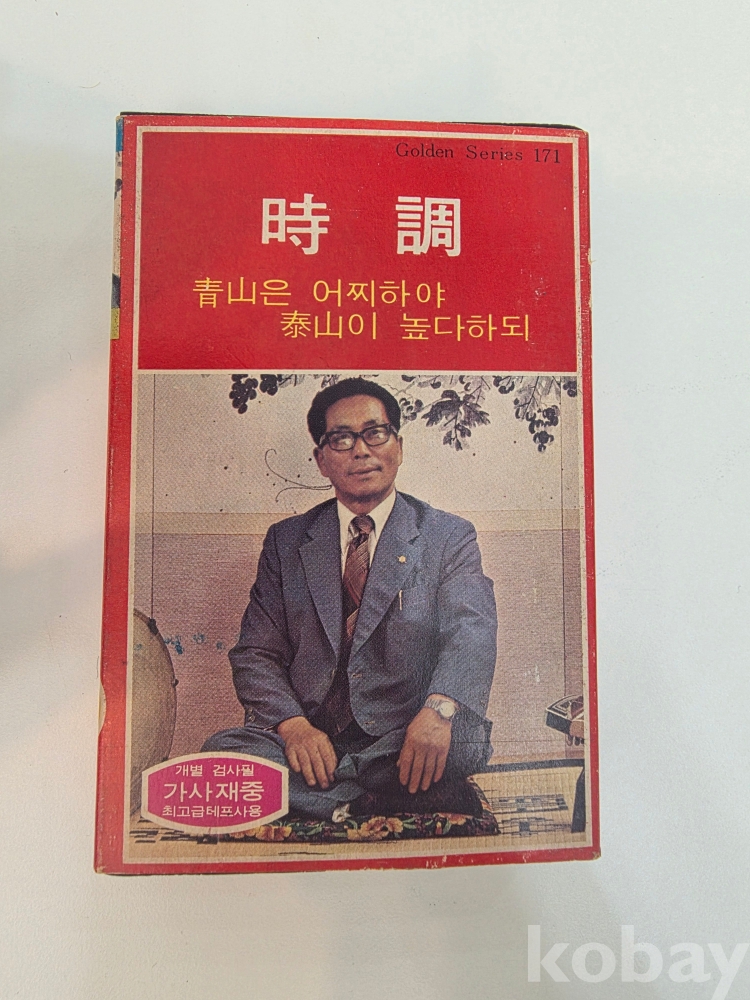 Golden Series 171
時調
青山은 어찌하야
泰山이 높다하되
개별 검사필
가사재중
최고급테프사용
kobay